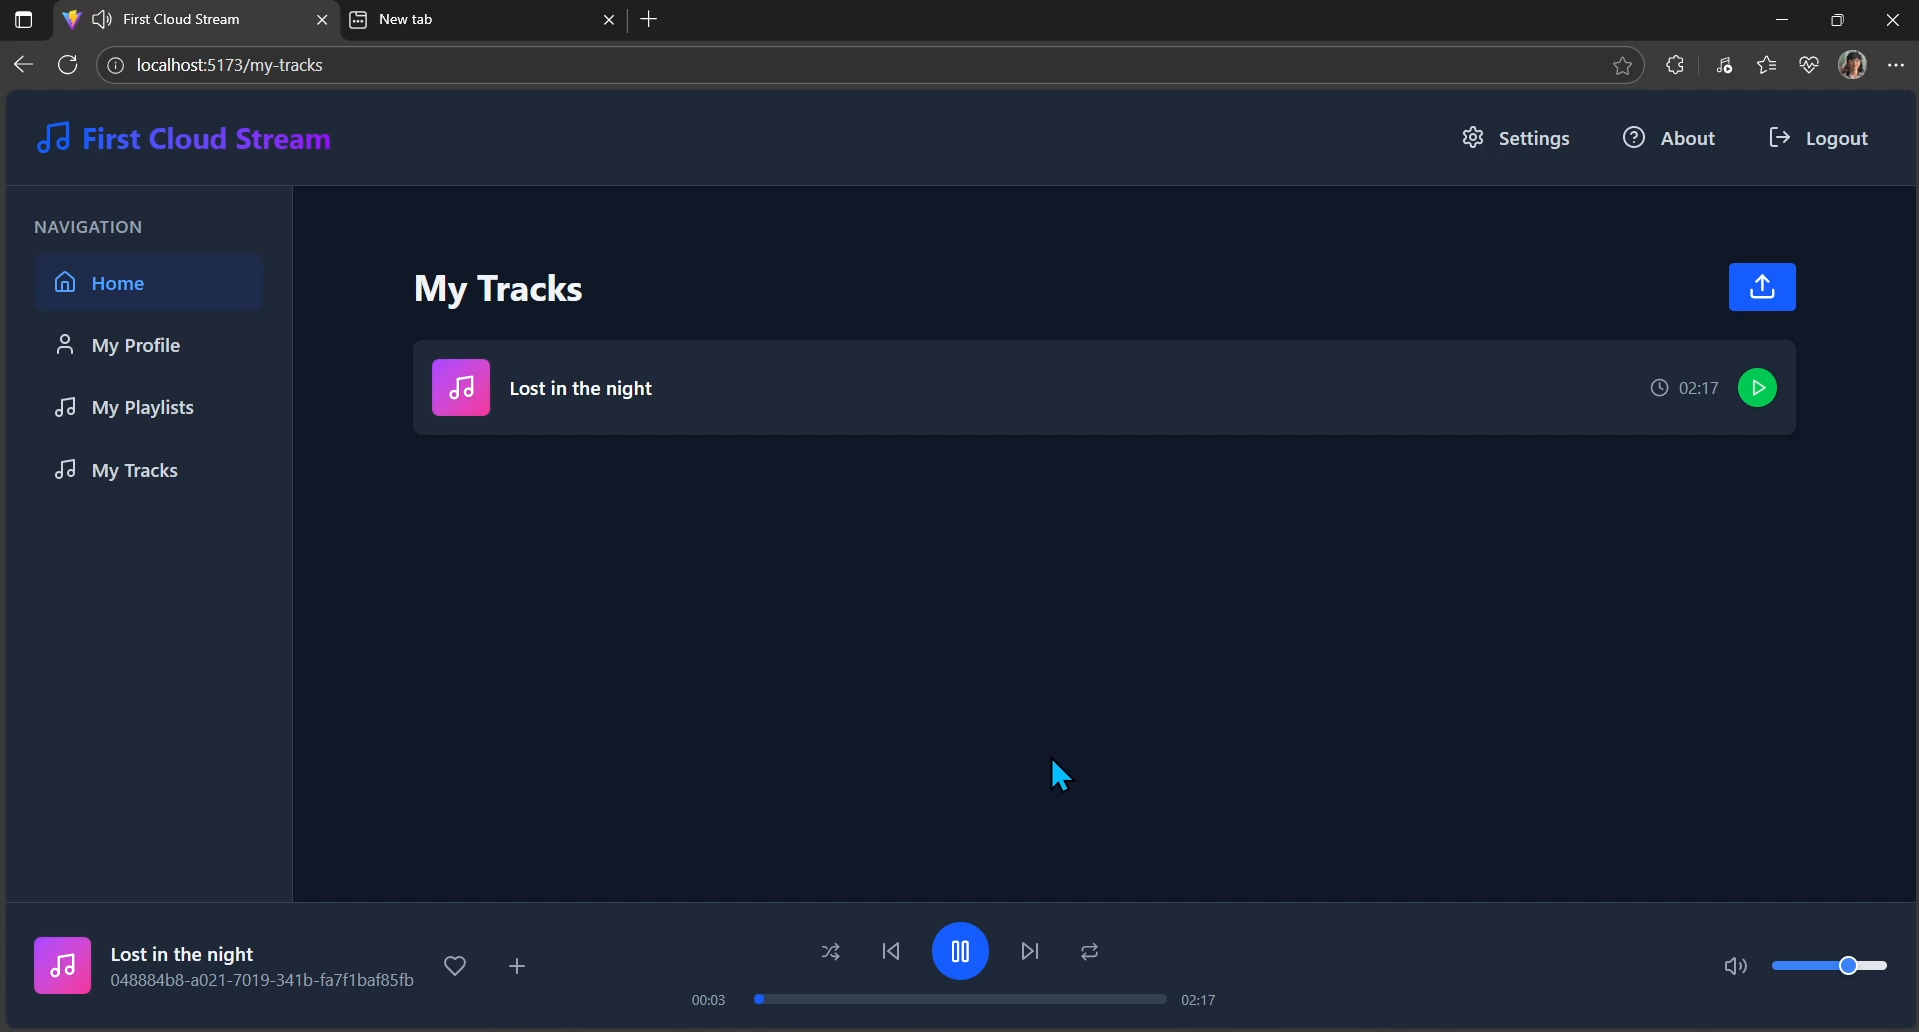 First Cloud Stream
New tab
localhost:5173/my-tracks
First Cloud Stream
Settings
About
Logout
NAVIGATION
Home
My Profile
My Playlists
My Tracks
My Tracks
Lost in the night
02:17
Lost in the night
048884b8-a021-7019-341b-fa7f1baf85fb
00:03
02:17